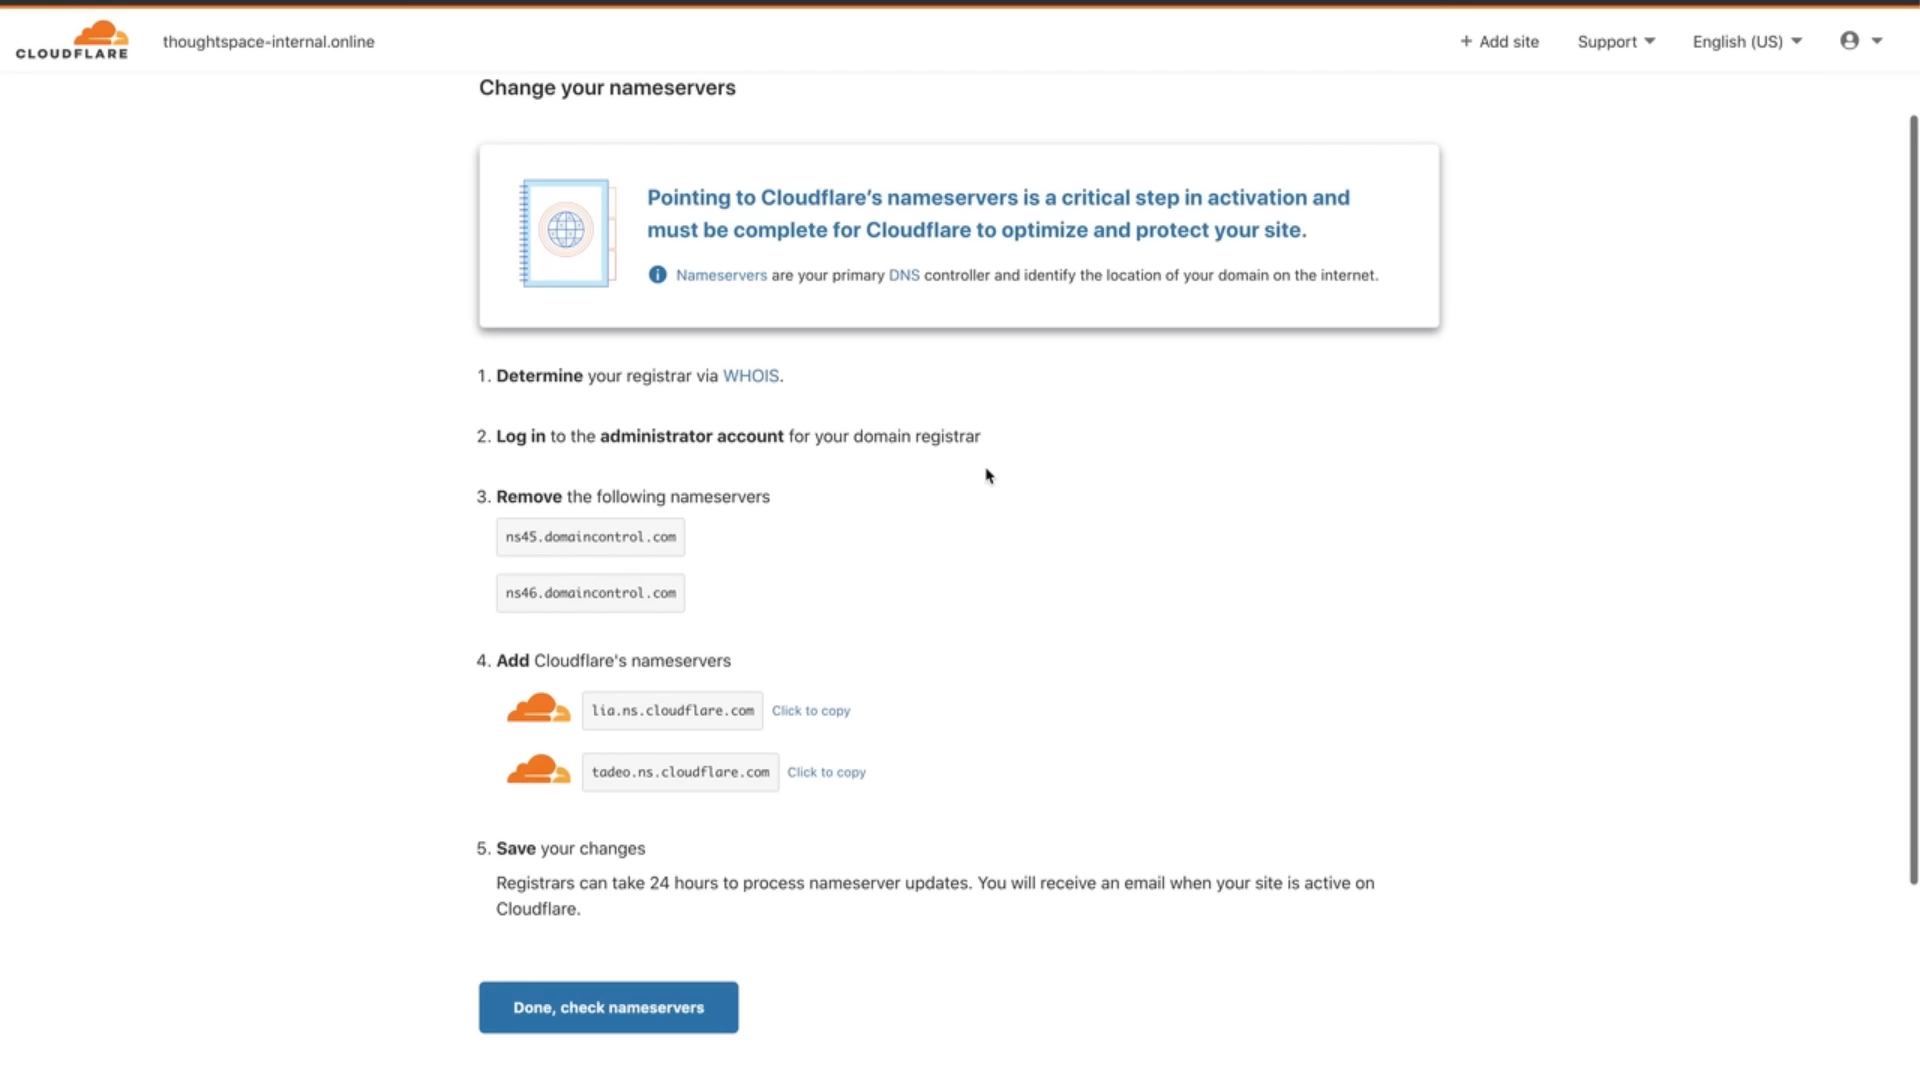 CLOUDFLARE
thoughtspace-internal.online
+ Add site
Support
English (US)
Change your nameservers
Pointing to Cloudflare’s nameservers is a critical step in activation and
must be complete for Cloudflare to optimize and protect your site.
Nameservers are your primary DNS controller and identify the location of your domain on the internet.
1. Determine your registrar via WHOIS.
2. Log in to the administrator account for your domain registrar
3. Remove the following nameservers
ns45.domaincontrol.com
ns46.domaincontrol.com
4. Add Cloudflare's nameservers
lia.ns.cloudflare.com Click to copy
tadeo.ns.cloudflare.com Click to copy
5. Save your changes
Registrars can take 24 hours to process nameserver updates. You will receive an email when your site is active on
Cloudflare.
Done, check nameservers